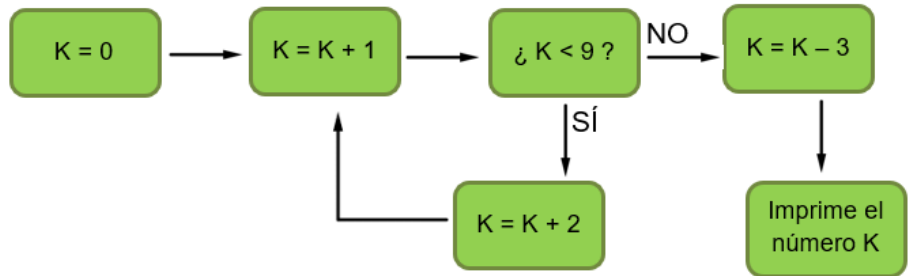 K = 0
K = K + 1
¿ K < 9 ?
NO
K = K – 3
SÍ
K = K + 2
Imprime el
número K